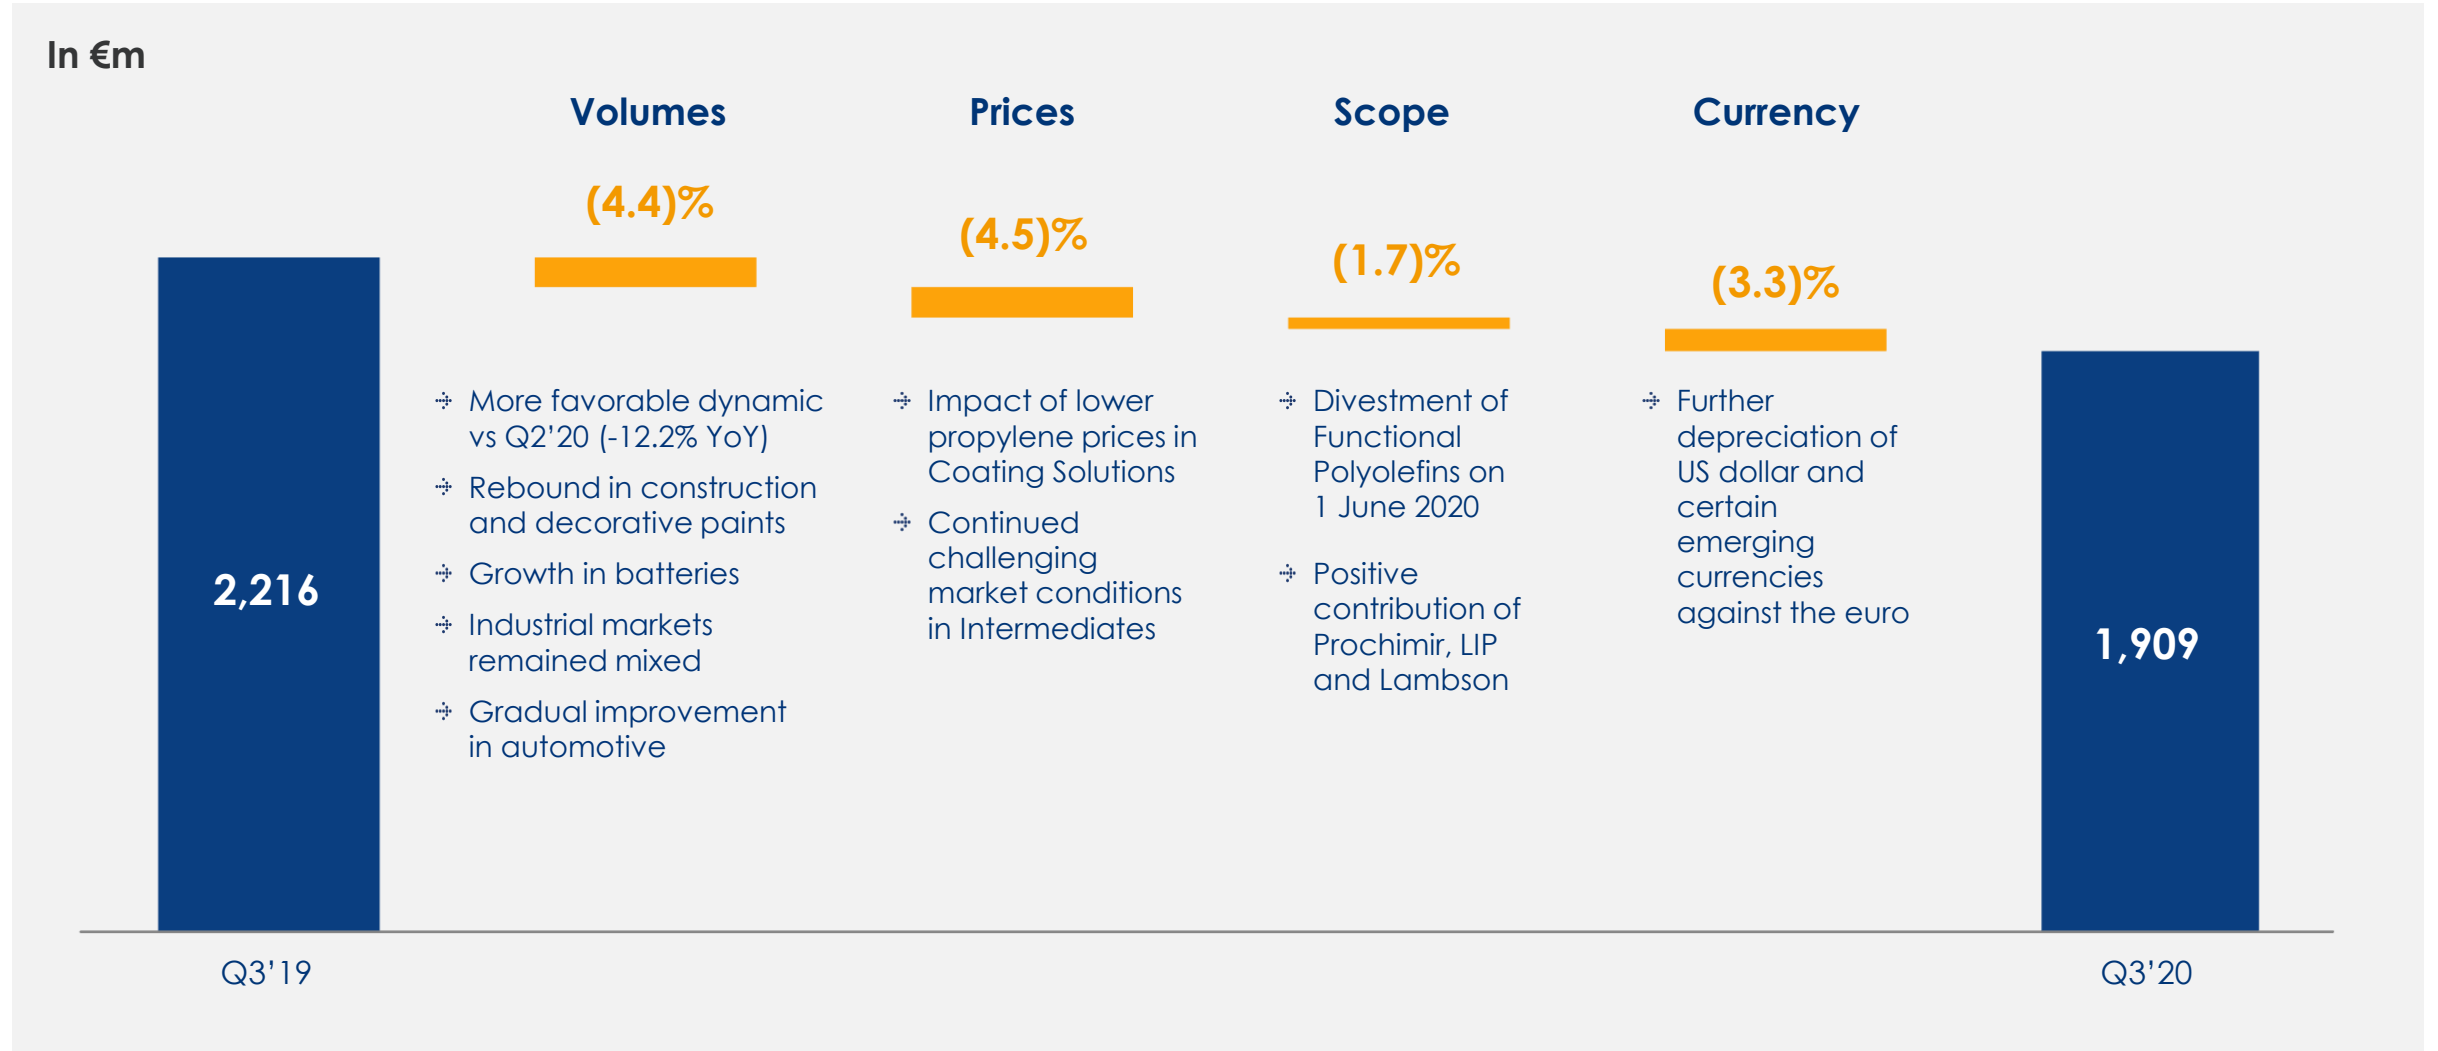 In €m
Volumes
(4.4)%
More favorable dynamic
vs Q2’20 (-12.2% YoY)
Rebound in construction
and decorative paints
Growth in batteries
Industrial markets
remained mixed
Gradual improvement
in automotive
Prices
(4.5)%
Impact of lower
propylene prices in
Coating Solutions
Continued
challenging
market conditions
in Intermediates
Scope
(1.7)%
Divestment of
Functional
Polyolefins on
1 June 2020
Positive
contribution of
Prochimir, LIP
and Lambson
Currency
(3.3)%
Further
depreciation of
US dollar and
certain
emerging
currencies
against the euro
2,216
Q3’19
1,909
Q3’20